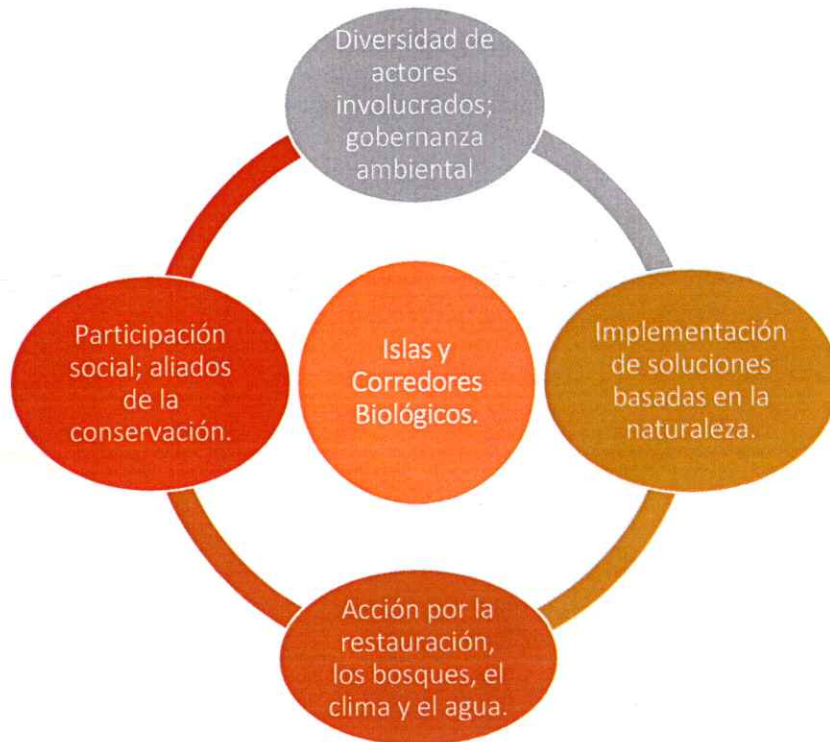 Diversidad de
actores
involucrados;
gobernanza
ambiental
Participación
social; aliados
de la
conservación.
Islas y
Corredores
Biológicos.
Implementación
de soluciones
basadas en la
naturaleza.
Acción por la
restauración,
los bosques, el
clima y el agua.